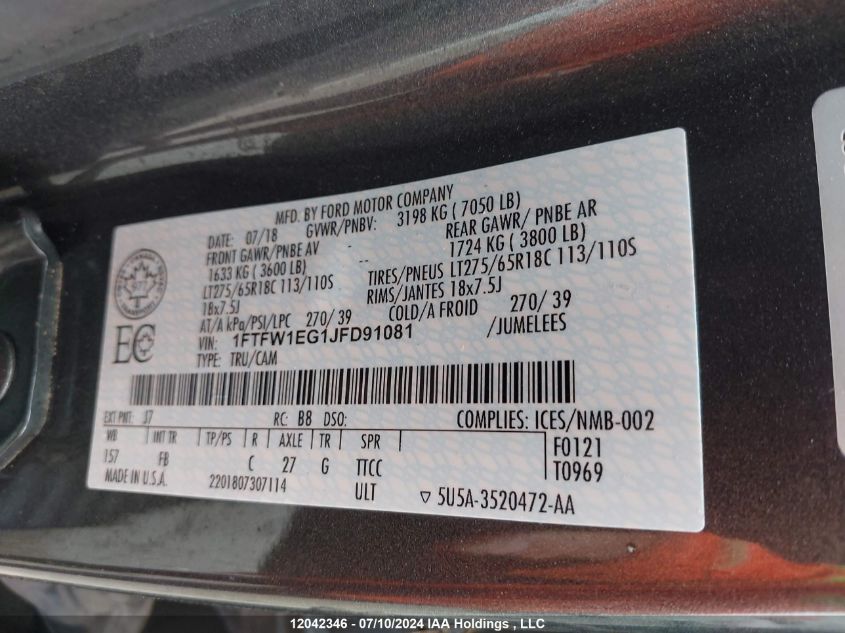 MFD. BY FORD MOTOR COMPANY
DATE: 07/18 GVWR/PNBV: 3198 KG ( 7050 LB)
FRONT GAWR/PNBE AV -- REAR GAWR/ PNBE AR
1633 KG ( 3600 LB) 1724 KG ( 3800 LB)
LT275/65R18C 113/110S TIRES/PNEUS LT275/65R18C 113/110S
18x7.5J RIMS/JANTES 18x7.5J
AT/A kPa/PSI/LPC 270/ 39 COLD/A FROID 270/ 39
VIN: 1FTFW1EG1JFD91081 /JUMELEES
TYPE: TRU/CAM
EC
EXT PNT: J7 RC: B8 DSO: COMPLIES: ICES/NMB-002
WB INT TR TP/PS R AXLE TR SPR F0121
157 FB C 27 G TTCC T0969
MADE IN U.S.A. 2201807307114 ULT ▽ 5U5A-3520472-AA
12042346 - 07/10/2024 IAA Holdings , LLC